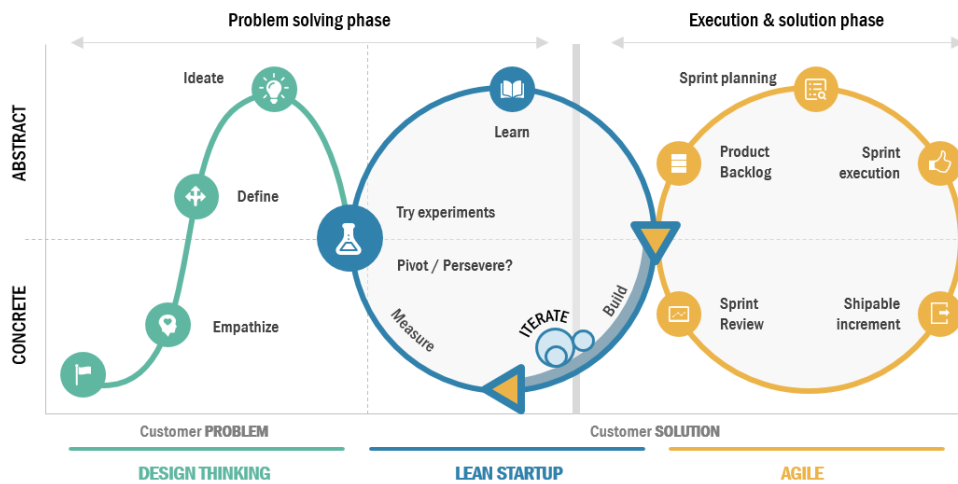 Problem solving phase
Execution & solution phase
ABSTRACT
CONCRETE
Ideate
Define
Empathize
Learn
Try experiments
Pivot / Persevere?
Measure
ITERATE
Build
Sprint planning
Product
Backlog
Sprint
execution
Sprint
Review
Shipable
increment
Customer PROBLEM
Customer SOLUTION
DESIGN THINKING
LEAN STARTUP
AGILE